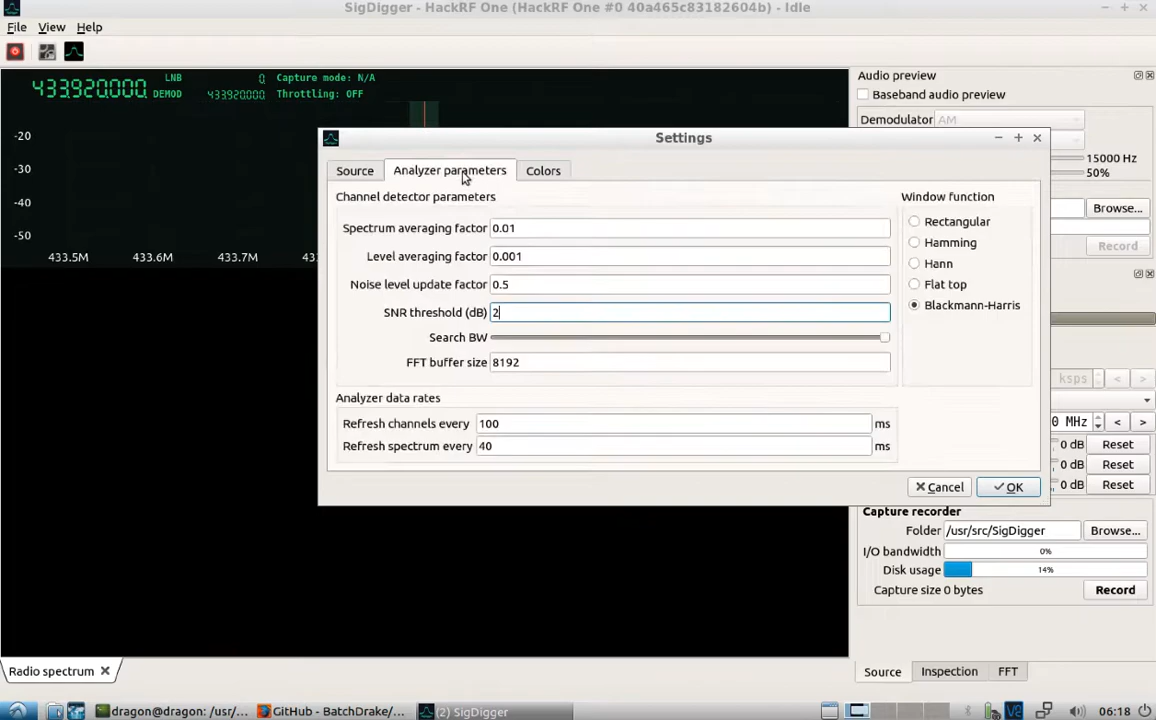 SigDigger - HackRF One (HackRF One #0 40a465c83182604b) - Idle
File View Help
433.920.000. LNB 0. Capture mode: N/A
DEMOD 433.920.000. Throttling: OFF
-20
-30
-40
-50
433.5M 433.6M 433.7M
Audio preview
Baseband audio preview
Demodulator AM
15000 Hz
50%
Browse...
Record
Settings
Source Analyzer parameters Colors
Channel detector parameters
Spectrum averaging factor 0.01
Level averaging factor 0.001
Noise level update factor 0.5
SNR threshold (dB) 2
Search BW
FFT buffer size 8192
Window function
Rectangular
Hamming
Hann
Flat top
Blackmann-Harris
Analyzer data rates
Refresh channels every 100 ms
Refresh spectrum every 40 ms
Cancel OK
ksps < >
0 MHz < >
0 dB Reset
0 dB Reset
0 dB Reset
Capture recorder
Folder /usr/src/SigDigger Browse...
I/O bandwidth 0%
Disk usage 14%
Capture size 0 bytes Record
Radio spectrum
Source Inspection FFT
dragon@dragon: /usr/... GitHub - BatchDrake/... (2) SigDigger
06:18